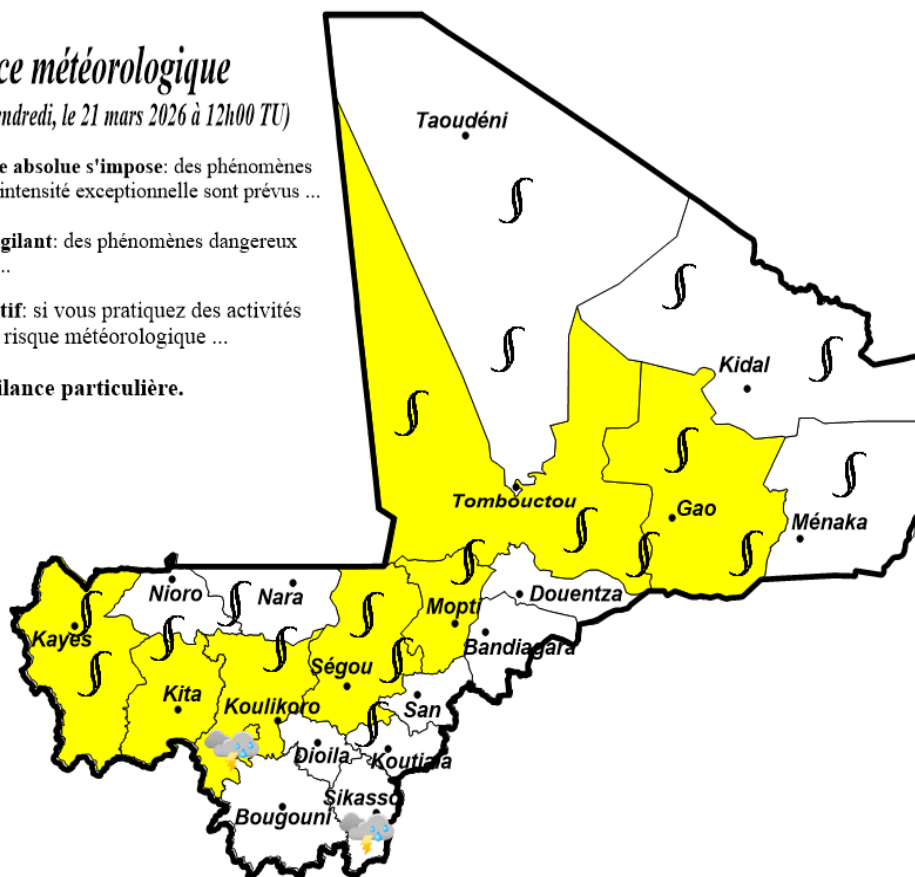 ce météorologique
endredi, le 21 mars 2026 à 12h00 TU)
e absolue s'impose: des phénomènes
intensité exceptionnelle sont prévus ...
gilant: des phénomènes dangereux
..
tif: si vous pratiquez des activités
risque météorologique ...
ilance particulière.
Taoudéni
Kidal
Tombouctou
Gao
Ménaka
Nioro
Nara
Mopti
Douentza
Kayes
Bandiagara
Ségou
Kita
Koulikoro
San
Dioila
Koutiala
Sikasso
Bougouni